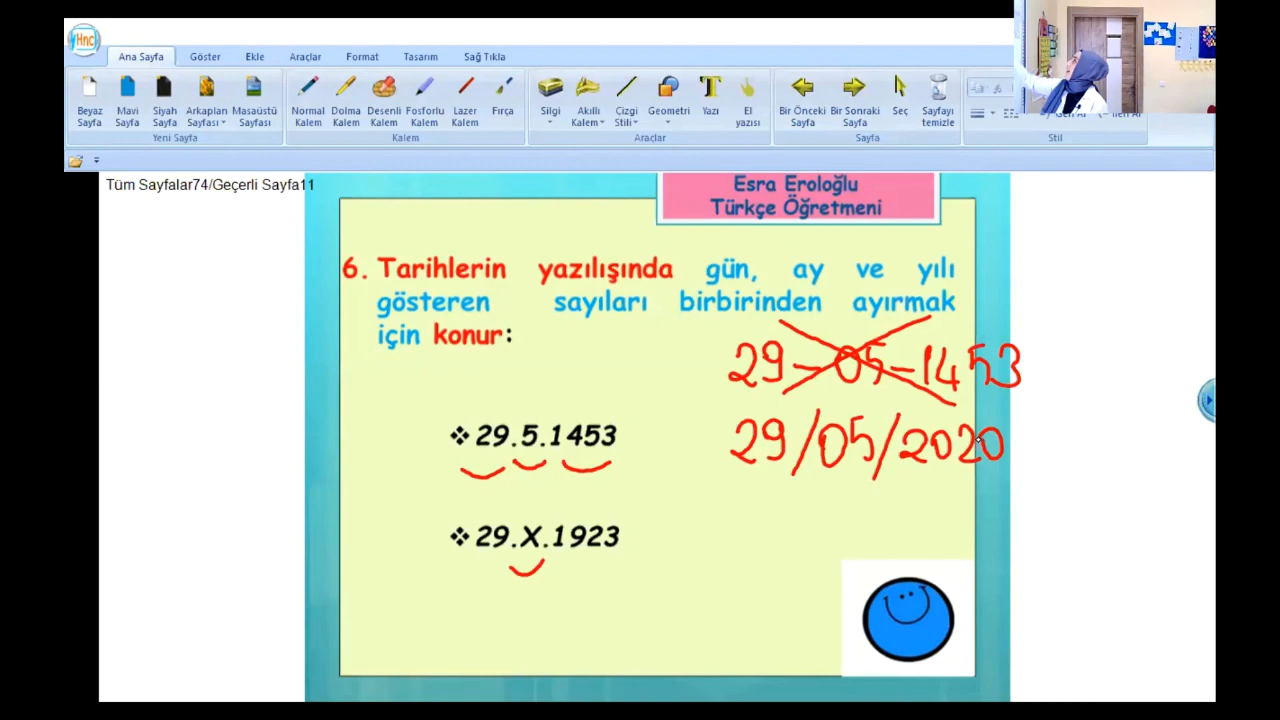 Hnc
Ana Sayfa Göster Ekle Araçlar Format Tasarım Sağ Tıkla
Beyaz Sayfa Mavi Sayfa Siyah Sayfa Arkaplan Sayfası Masaüstü Sayfası
Normal Kalem Dolma Kalem Desenli Kalem Fosforlu Kalem Lazer Kalem Fırça
Silgi Akıllı Kalem Çizgi Stili Geometri Yazı El yazısı
Bir Önceki Sayfa Bir Sonraki Sayfa Seç Sayfayı temizle
Yeni Sayfa Kalem Araçlar Sayfa Stil
Tüm Sayfalar74/Geçerli Sayfa11
Esra Eroloğlu
Türkçe Öğretmeni
6. Tarihlerin yazılışında gün, ay ve yılı
gösteren sayıları birbirinden ayırmak
için konur:
29-05-1453
29.5.1453
29/05/2020
29.X.1923